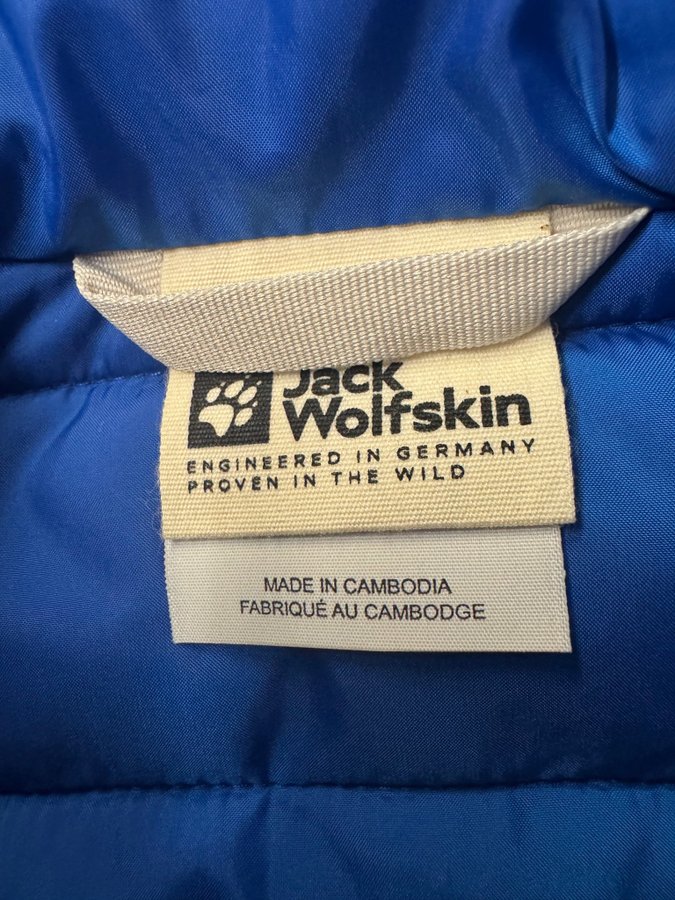 Jack
Wolfskin
ENGINEERED IN GERMANY
PROVEN IN THE WILD
MADE IN CAMBODIA
FABRIQUÉ AU CAMBODGE